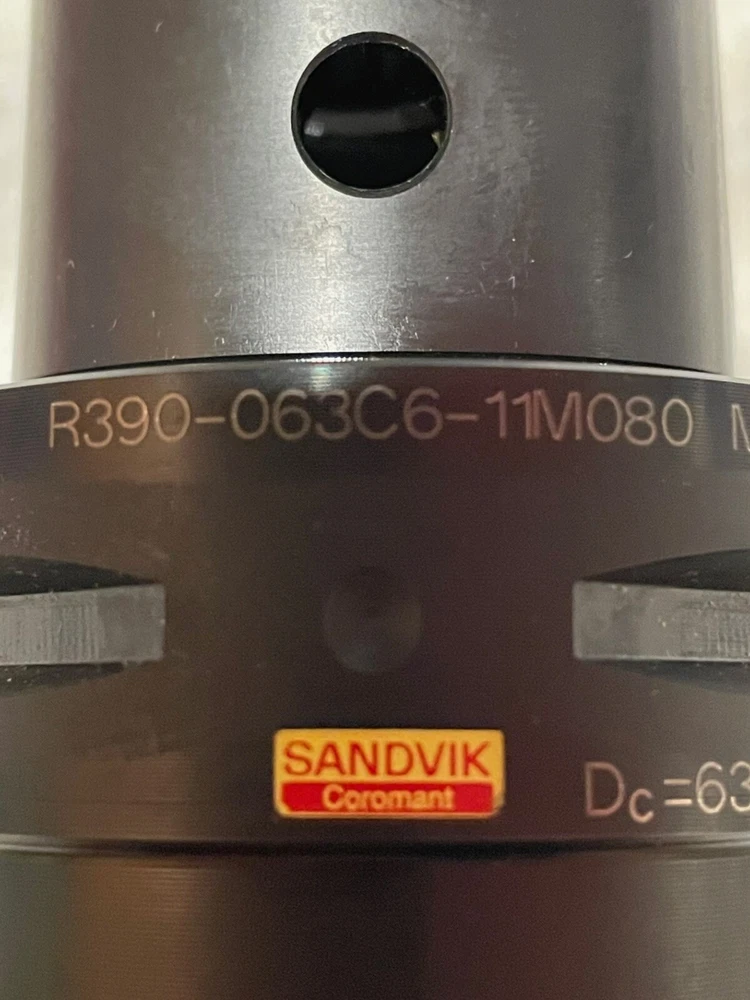 R390-063C6-11M080
SANDVIK
Coromant
Dc=63